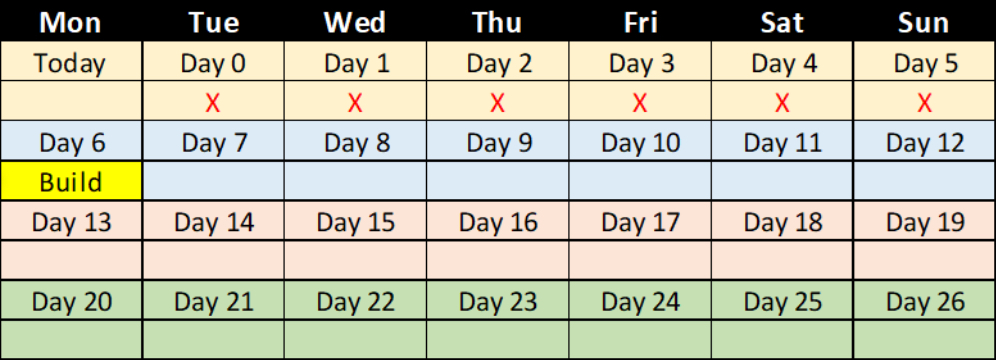 Mon Tue Wed Thu Fri Sat Sun
Today Day 0 Day 1 Day 2 Day 3 Day 4 Day 5
X X X X X X
Day 6 Day 7 Day 8 Day 9 Day 10 Day 11 Day 12
Build
Day 13 Day 14 Day 15 Day 16 Day 17 Day 18 Day 19
Day 20 Day 21 Day 22 Day 23 Day 24 Day 25 Day 26